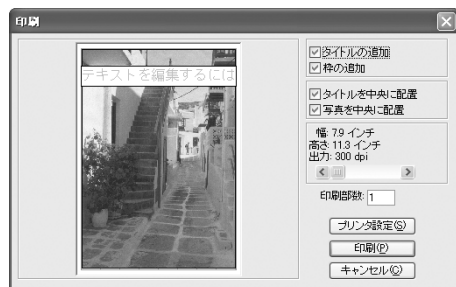 印刷
テキストを編集するには
タイトルの追加
枠の追加
タイトルを中央に配置
写真を中央に配置
幅: 7.9 インチ
高さ: 11.3 インチ
出力: 300 dpi
印刷部数: 1
プリンタ設定(S)
印刷(P)
キャンセル(C)